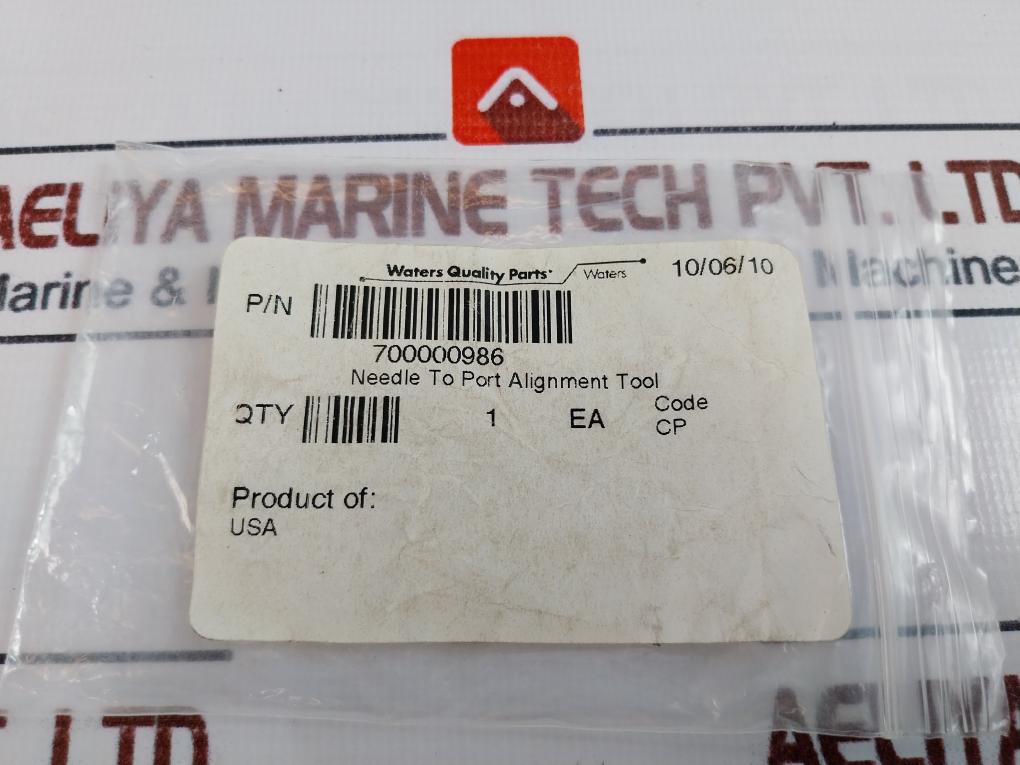 AELIYA MARINE TECH PVT. LTD
Marine & Machine
Waters Quality Parts Waters 10/06/10
P/N
700000986
Needle To Port Alignment Tool
QTY 1 EA Code
CP
Product of:
USA
T. LTD AELIYA